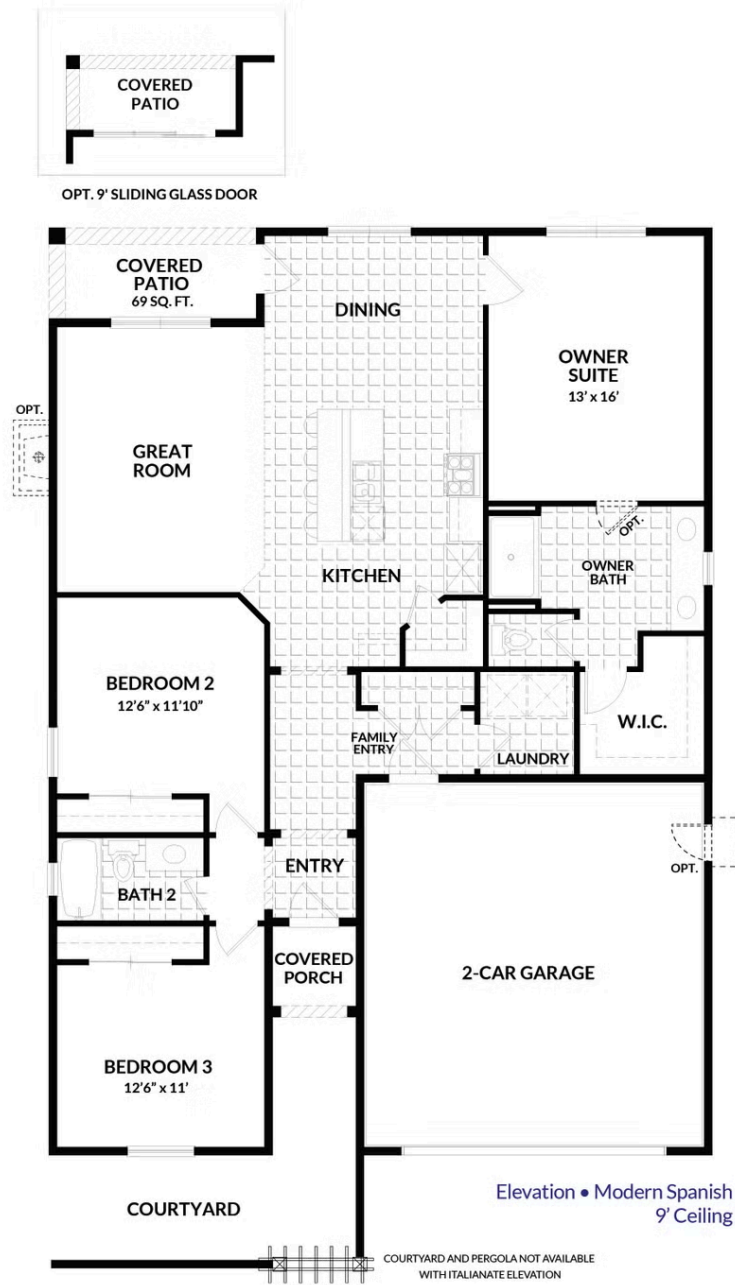 COVERED
PATIO
OPT. 9' SLIDING GLASS DOOR
COVERED
PATIO
69 SQ. FT.
DINING
OWNER
SUITE
13' x 16'
OPT.
GREAT
ROOM
OPT.
KITCHEN
OWNER
BATH
BEDROOM 2
12'6" x 11'10"
FAMILY
ENTRY
LAUNDRY
W.I.C.
ENTRY
OPT.
BATH 2
COVERED
PORCH
2-CAR GARAGE
BEDROOM 3
12'6" x 11'
Elevation • Modern Spanish
9' Ceiling
COURTYARD
COURTYARD AND PERGOLA NOT AVAILABLE
WITH ITALIANATE ELEVATION